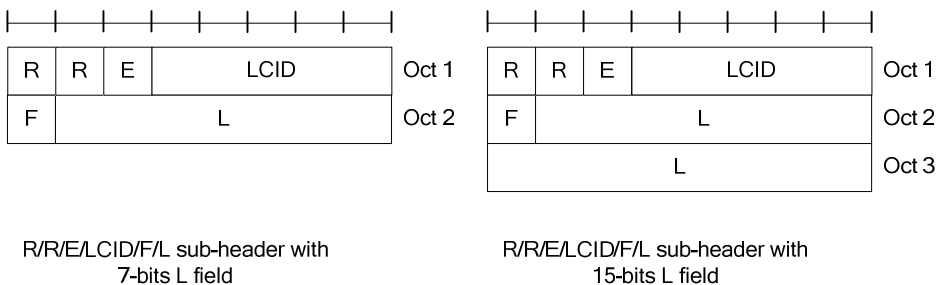 R R E LCID Oct 1
F L Oct 2
R/R/E/LCID/F/L sub-header with
7-bits L field
R R E LCID Oct 1
F L Oct 2
L Oct 3
R/R/E/LCID/F/L sub-header with
15-bits L field